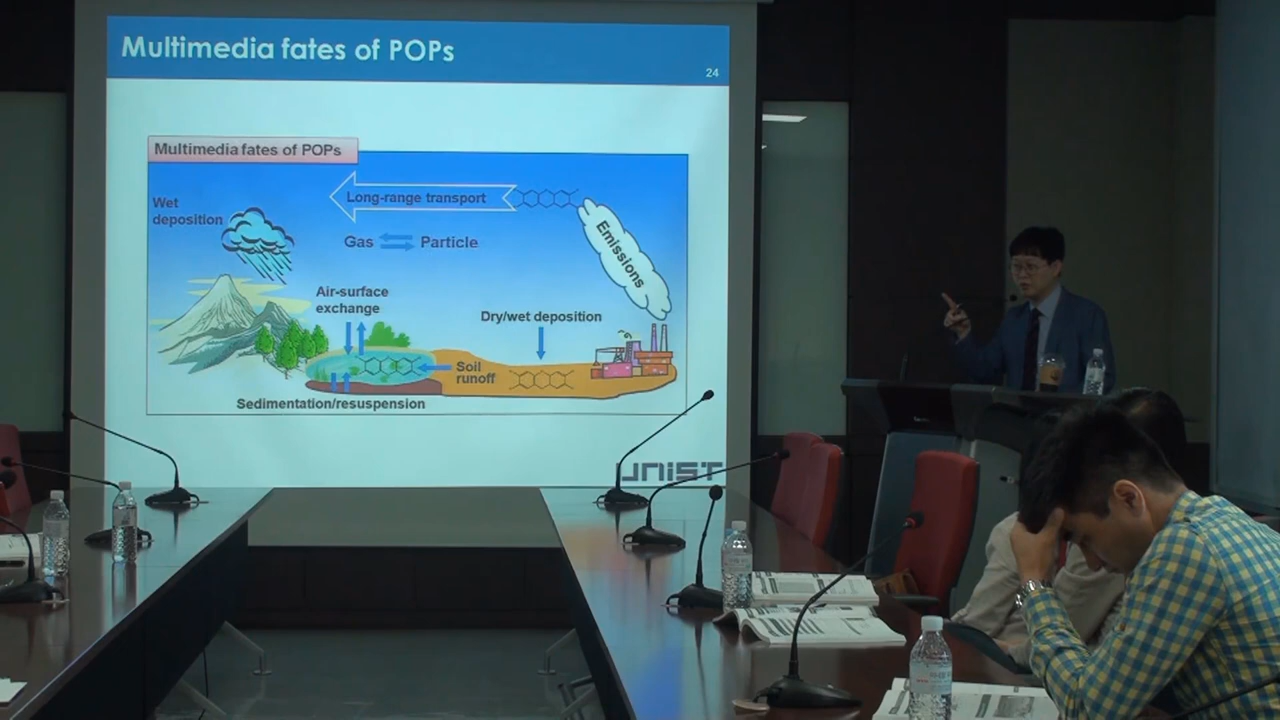 Multimedia fates of POPs
24
Multimedia fates of POPs
Wet
deposition
Long-range transport
Emissions
Gas
Particle
Air-surface
exchange
Dry/wet deposition
Soil
runoff
Sedimentation/resuspension
UNIST